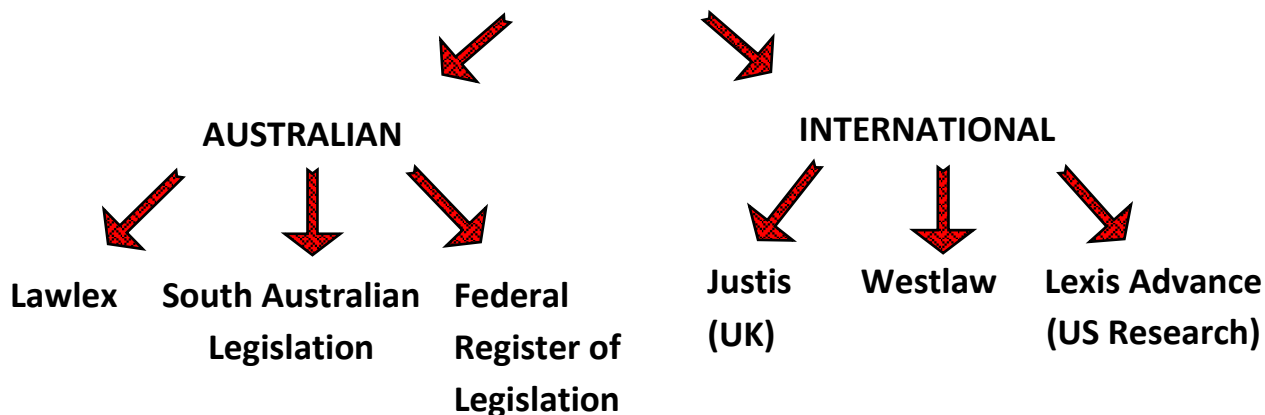 AUSTRALIAN
INTERNATIONAL
Lawlex
South Australian
Legislation
Federal
Register of
Legislation
Justis
(UK)
Westlaw
Lexis Advance
(US Research)